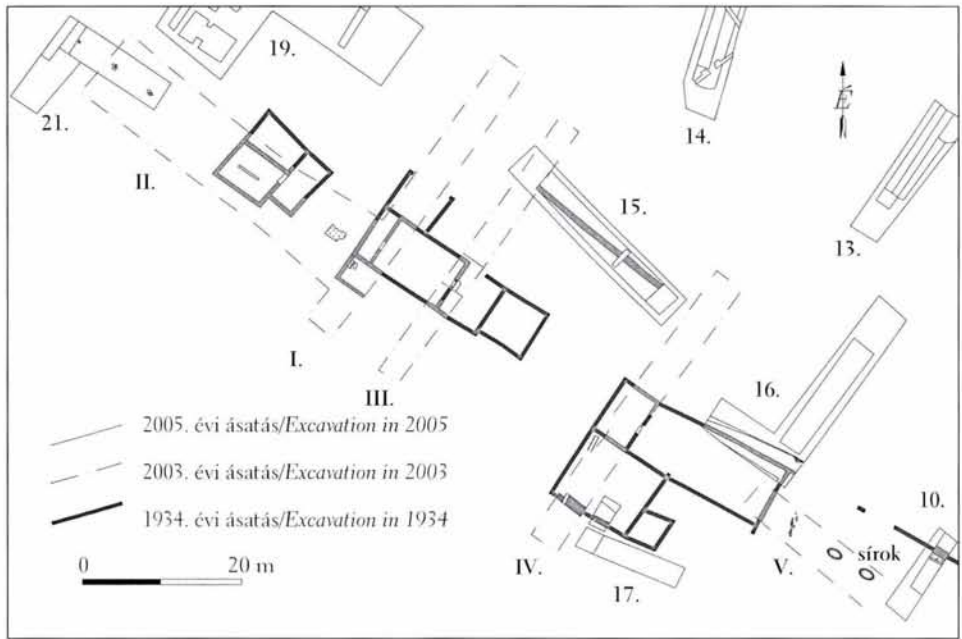 19.
21.
14.
É
II.
15.
13.
I.
III.
16.
2005. évi ásatás/Excavation in 2005
2003. évi ásatás/Excavation in 2003
1934. évi ásatás/Excavation in 1934
10.
0 20 m
sírok
IV.
V.
17.